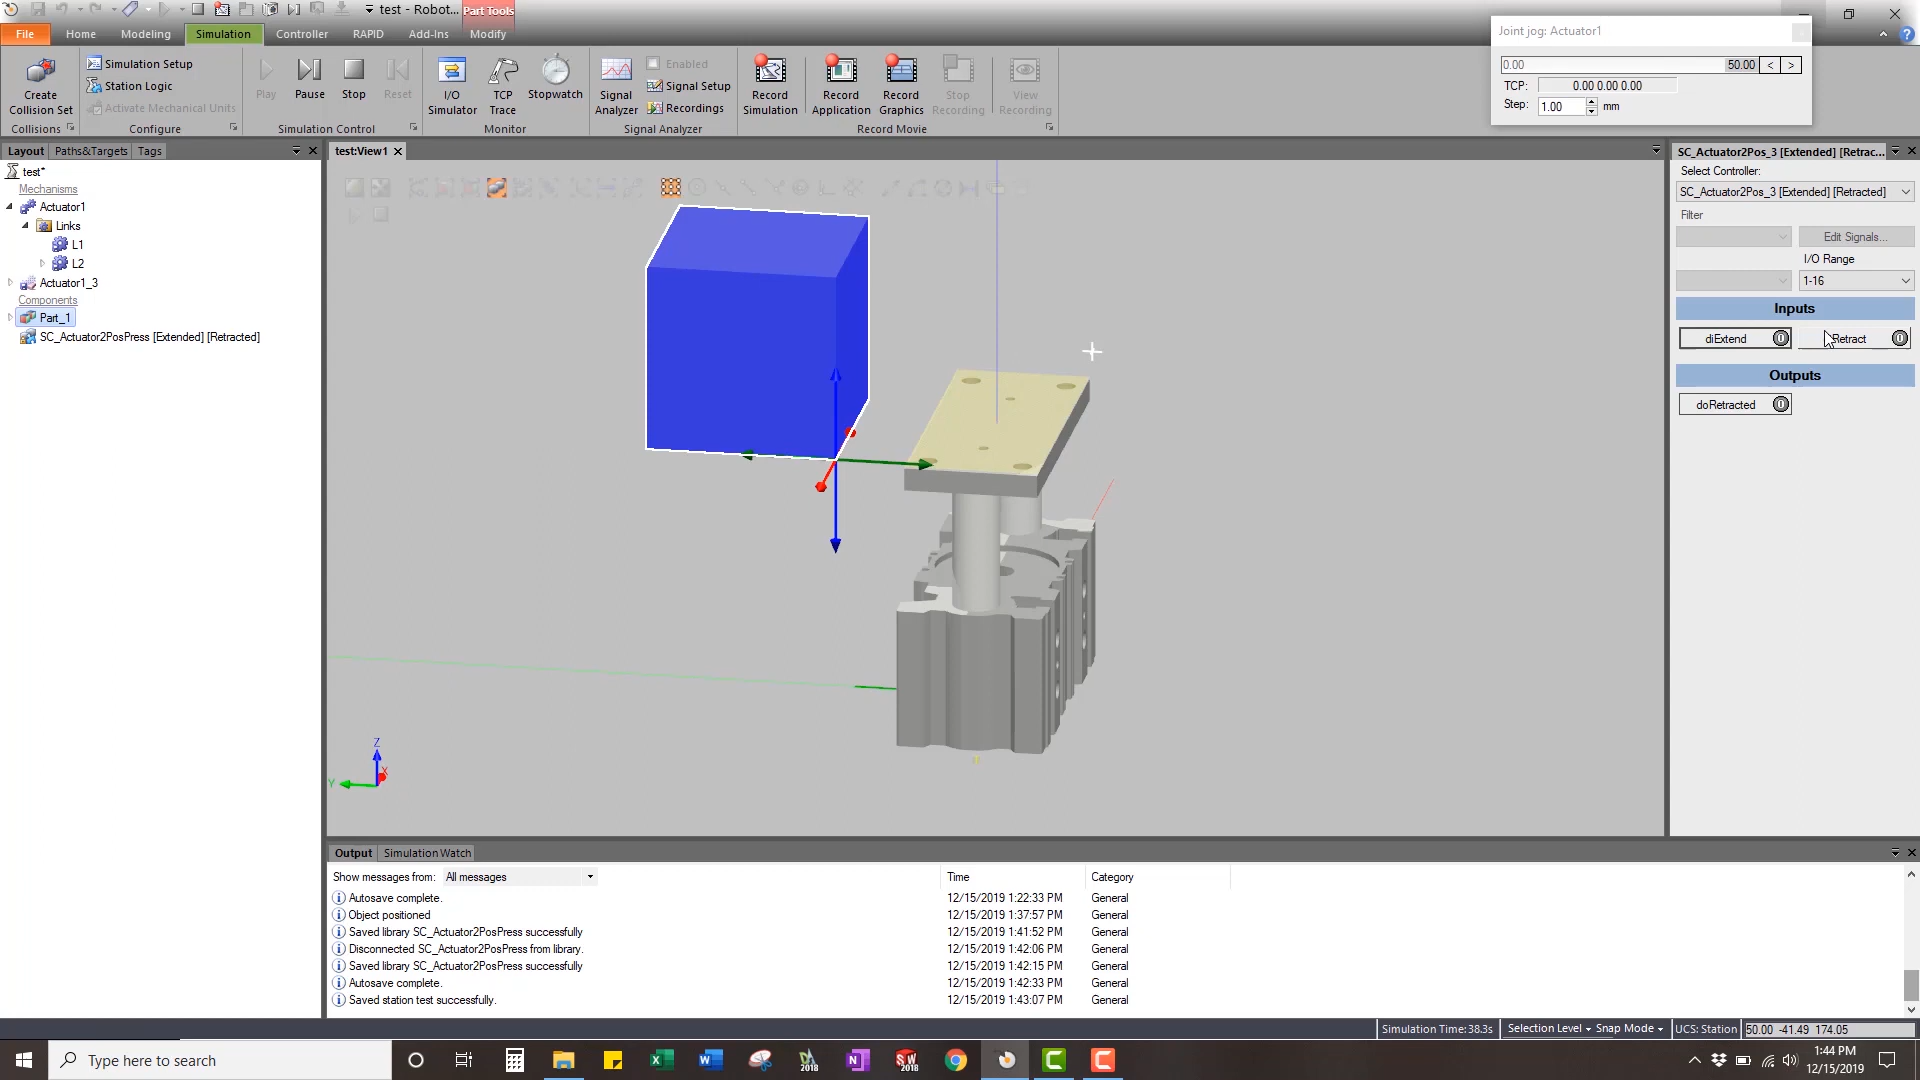 test - Robot...
Part Tools
File
Home
Modeling
Simulation
Controller
RAPID
Add-Ins
Modify
Create
Collision Set
Collisions
Simulation Setup
Station Logic
Activate Mechanical Units
Configure
Play
Pause
Stop
Reset
Simulation Control
I/O
Simulator
TCP
Trace
Stopwatch
Monitor
Signal
Analyzer
Enabled
Signal Setup
Recordings
Signal Analyzer
Record
Simulation
Record
Application
Record
Graphics
Stop
Recording
View
Recording
Record Movie
Joint jog: Actuator1
0.00 50.00 < >
TCP: 0.00 0.00 0.00
Step: 1.00 mm
Layout Paths&Targets Tags
test*
Mechanisms
Actuator1
Links
L1
L2
Actuator1_3
Components
Part_1
SC_Actuator2PosPress [Extended] [Retracted]
test:View1
Z
X
Y
SC_Actuator2Pos_3 [Extended] [Retrac...
Select Controller:
SC_Actuator2Pos_3 [Extended] [Retracted]
Filter
Edit Signals...
I/O Range
1-16
Inputs
diExtend 0 Retract 0
Outputs
doRetracted 0
Output Simulation Watch
Show messages from: All messages Time Category
Autosave complete. 12/15/2019 1:22:33 PM General
Object positioned 12/15/2019 1:37:57 PM General
Saved library SC_Actuator2PosPress successfully 12/15/2019 1:41:52 PM General
Disconnected SC_Actuator2PosPress from library. 12/15/2019 1:42:06 PM General
Saved library SC_Actuator2PosPress successfully 12/15/2019 1:42:15 PM General
Autosave complete. 12/15/2019 1:42:33 PM General
Saved station test successfully. 12/15/2019 1:43:07 PM General
Simulation Time: 38.3s Selection Level Snap Mode UCS: Station 50.00 -41.49 174.05
Type here to search
2018
2018
1:44 PM
12/15/2019